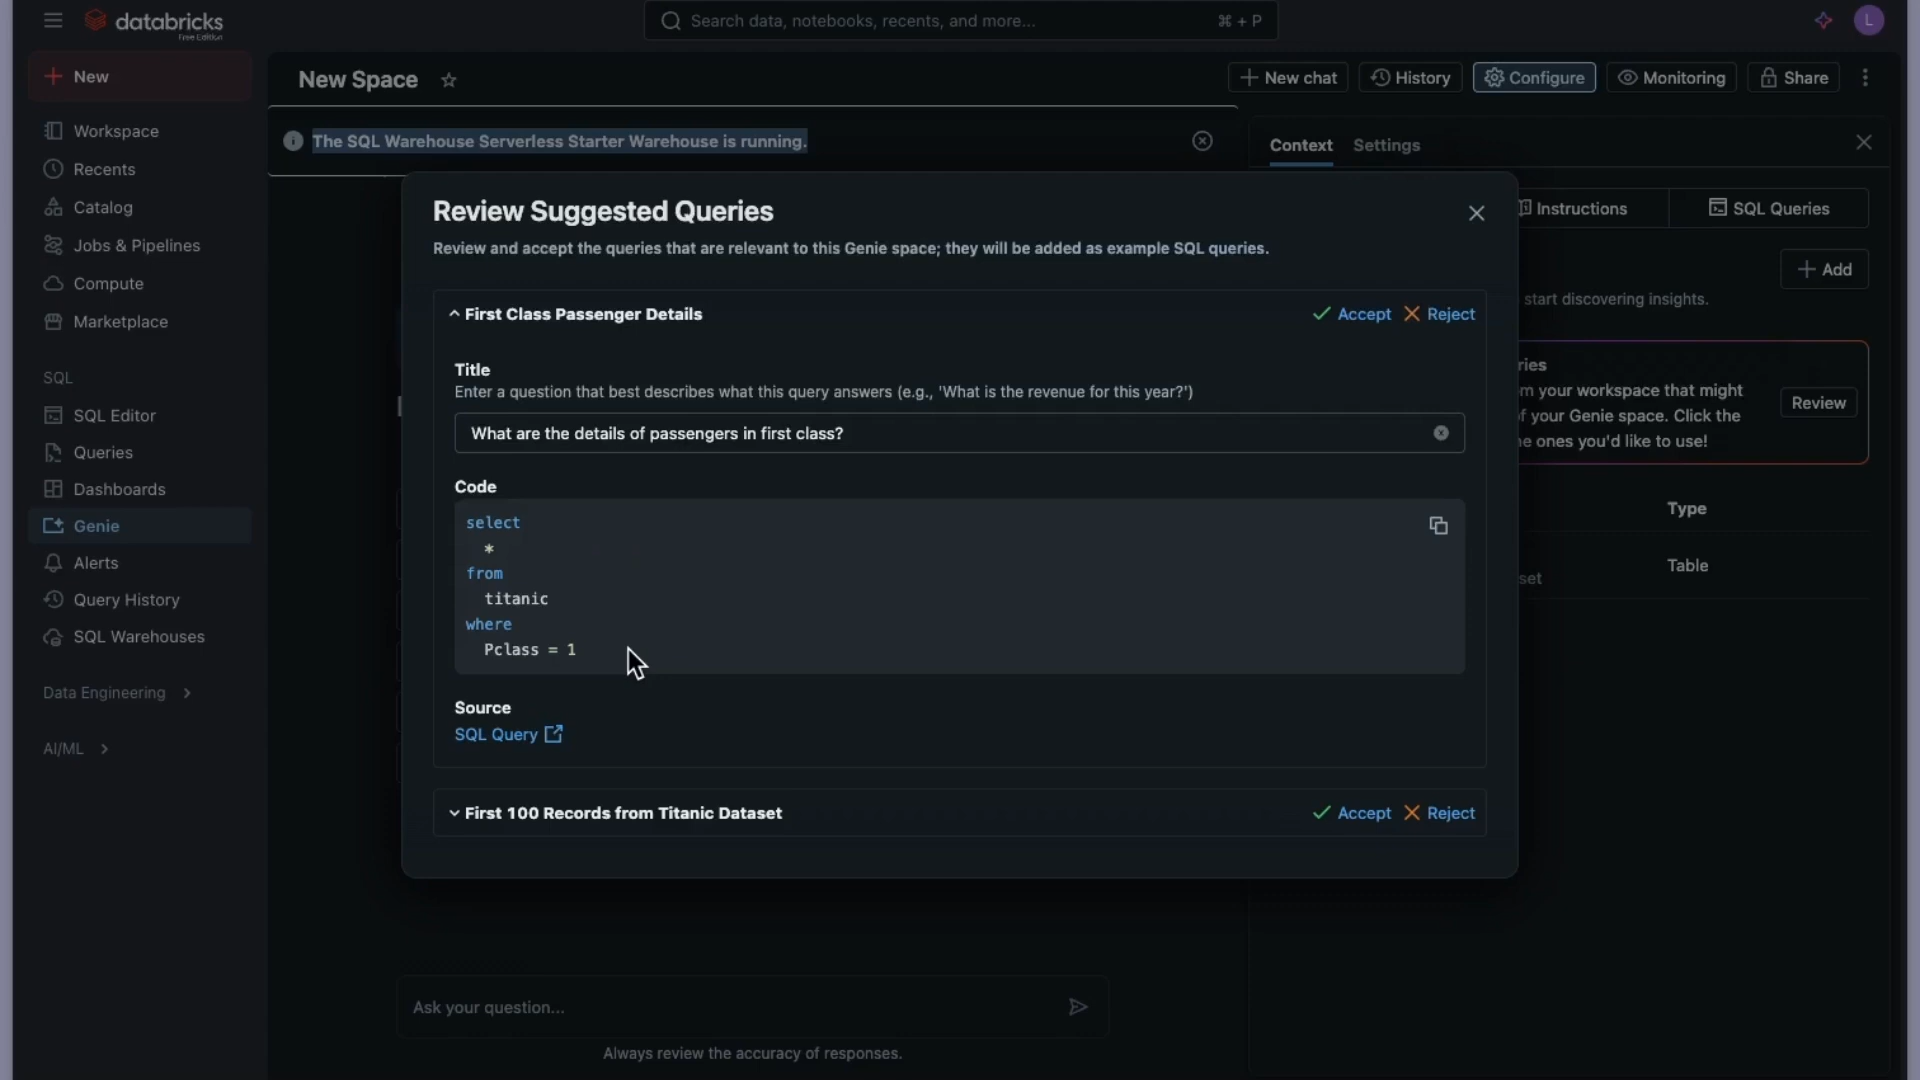 databricks
Free Edition
Search data, notebooks, recents, and more...
⌘ + P
L
New
New Space
New chat
History
Configure
Monitoring
Share
Workspace
Recents
Catalog
Jobs & Pipelines
Compute
Marketplace
SQL
SQL Editor
Queries
Dashboards
Genie
Alerts
Query History
SQL Warehouses
Data Engineering
AI/ML
The SQL Warehouse Serverless Starter Warehouse is running.
Context
Settings
Instructions
SQL Queries
Add
start discovering insights.
ries
m your workspace that might
f your Genie space. Click the
e ones you'd like to use!
Review
Type
set
Table
Review Suggested Queries
Review and accept the queries that are relevant to this Genie space; they will be added as example SQL queries.
First Class Passenger Details
Accept
Reject
Title
Enter a question that best describes what this query answers (e.g., 'What is the revenue for this year?')
What are the details of passengers in first class?
Code
select
*
from
titanic
where
Pclass = 1
Source
SQL Query
First 100 Records from Titanic Dataset
Accept
Reject
Ask your question...
Always review the accuracy of responses.